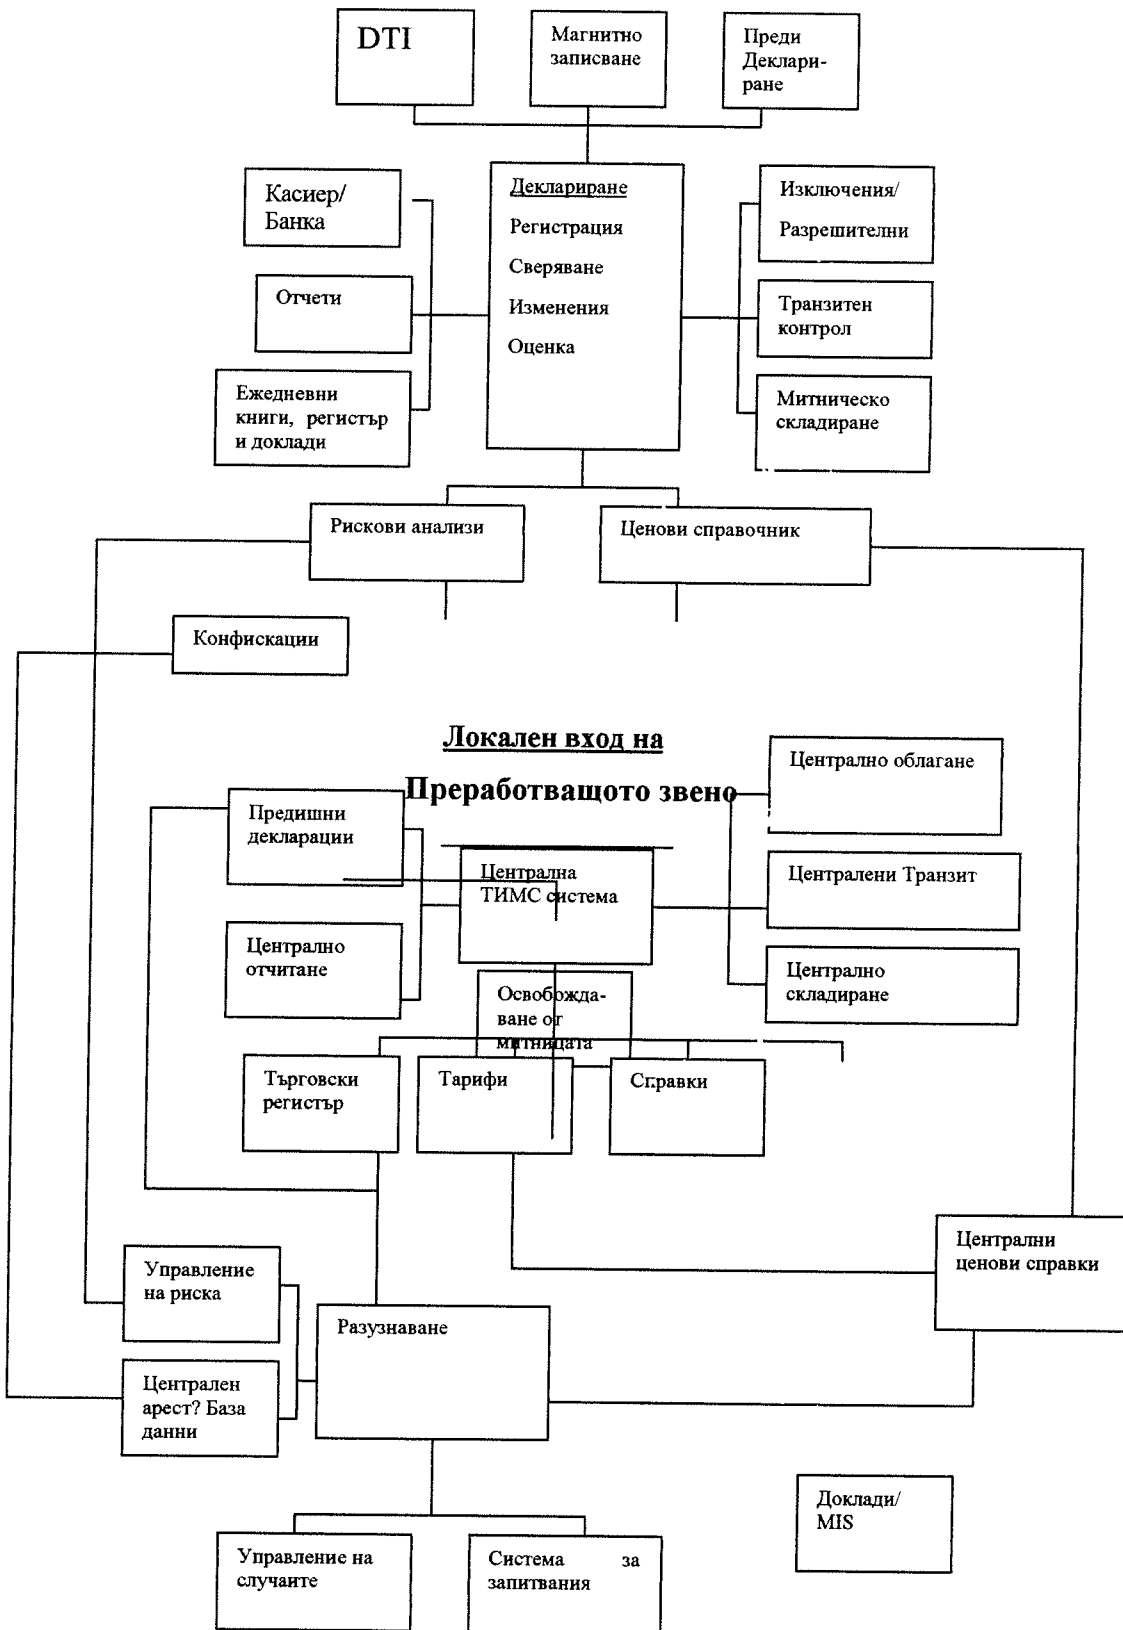 DTI
Магнитно
записване
Преди
Деклари-
ране
Касиер/
Банка
Отчети
Ежедневни
книги, регистър
и доклади
Деклариране
Регистрация
Сверяване
Изменения
Оценка
Изключения/
Разрешителни
Транзитен
контрол
Митническо
складиране
Рискови анализи
Ценови справочник
Конфискации
Локален вход на
Преработващото звено
Предишни
декларации
Централно
отчитане
Централна
ТИМС система
Централно облагане
Централени Транзит
Централно
складиране
Освобожда-
ване от
митницата
Търговски
регистър
Тарифи
Справки
Централни
ценови справки
Управление
на риска
Централен
арест? База
данни
Разузнаване
Доклади/
MIS
Управление на
случаите
Система за
запитвания